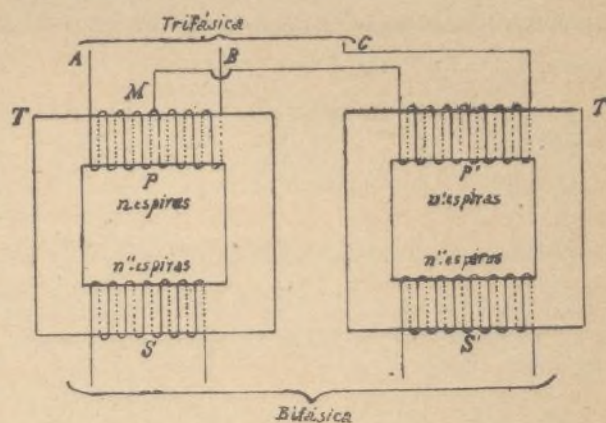 Trifásica
A B C
M
T T
P P'
n espiras n' espiras
n'' espiras n'' espiras
S S'
Bifásica